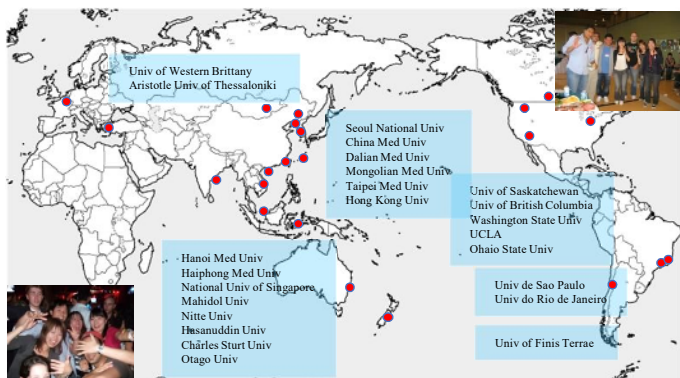 Univ of Western Brittany
Aristotle Univ of Thessaloniki
Seoul National Univ
China Med Univ
Dalian Med Univ
Mongolian Med Univ
Taipei Med Univ
Hong Kong Univ
Univ of Saskatchewan
Univ of British Columbia
Washington State Univ
UCLA
Ohaio State Univ
Hanoi Med Univ
Haiphong Med Univ
National Univ of Singapore
Mahidol Univ
Nitte Univ
Hasanuddin Univ
Charles Sturt Univ
Otago Univ
Univ de Sao Paulo
Univ do Rio de Janeiro
Univ of Finis Terrae